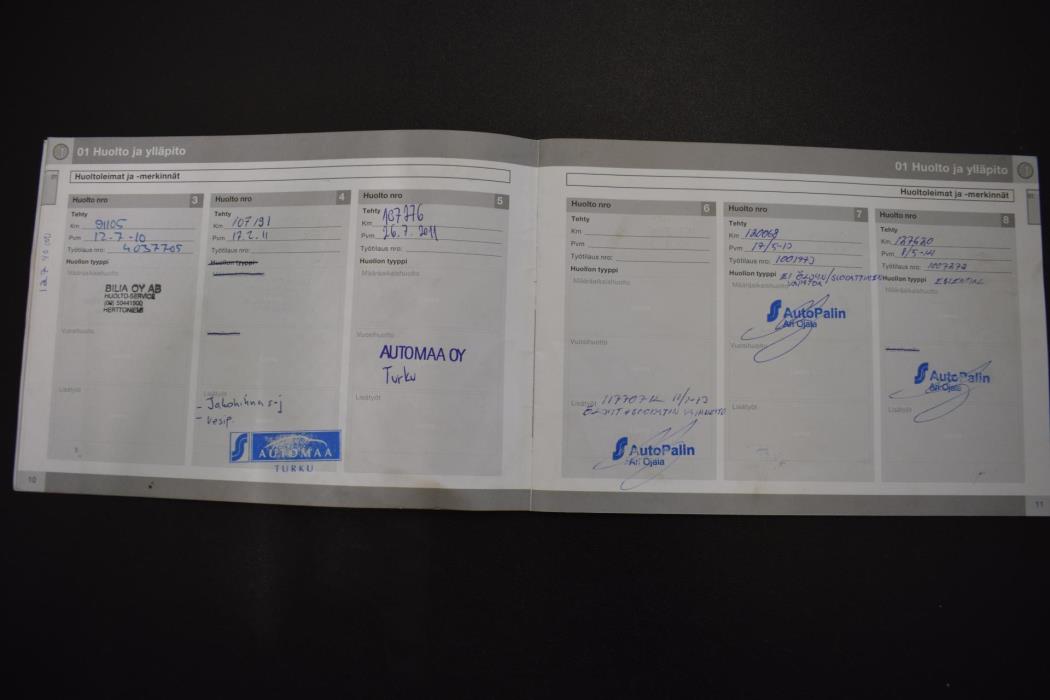 01 Huolto ja ylläpito
Huoltoleimat ja -merkinnät
Huolto nro 3
Tehty
Km 91105
Pvm 12-7-10
Työtilaus nro: 4037705
Huollon tyyppi
Määräaikaishuolto
BILIA OY AB
HUOLTO-SERVICE
HERTTONIEMI
Vuosihuolto
Lisätyöt
10
Huolto nro 4
Tehty
Km 107191
Pvm 17.2.11
Työtilaus nro:
Huollon tyyppi
Lisätyöt
- Jakohihna s-j
- vesip.
AUTOMAA
TURKU
Huolto nro 5
Tehty
Km 107776
Pvm 26.7.2011
Työtilaus nro:
Huollon tyyppi
Määräaikaishuolto
Vuosihuolto
AUTOMAA OY
Turku
Lisätyöt
01 Huolto ja ylläpito
Huoltoleimat ja -merkinnät
Huolto nro 6
Tehty
Km
Pvm
Työtilaus nro:
Huollon tyyppi
Määräaikaishuolto
Vuosihuolto
Lisätyöt
AutoPalin
Ari Ojala
Huolto nro 7
Tehty
Km 120068
Pvm 17/5-13
Työtilaus nro: 1001973
Huollon tyyppi
Määräaikaishuolto
AutoPalin
Ari Ojala
Vuosihuolto
Lisätyöt
Huolto nro 8
Tehty
Km 127520
Pvm 8/5-14
Työtilaus nro: 1007272
Huollon tyyppi ESSENTIAL
Määräaikaishuolto
AutoPalin
Ari Ojala
Lisätyöt
11